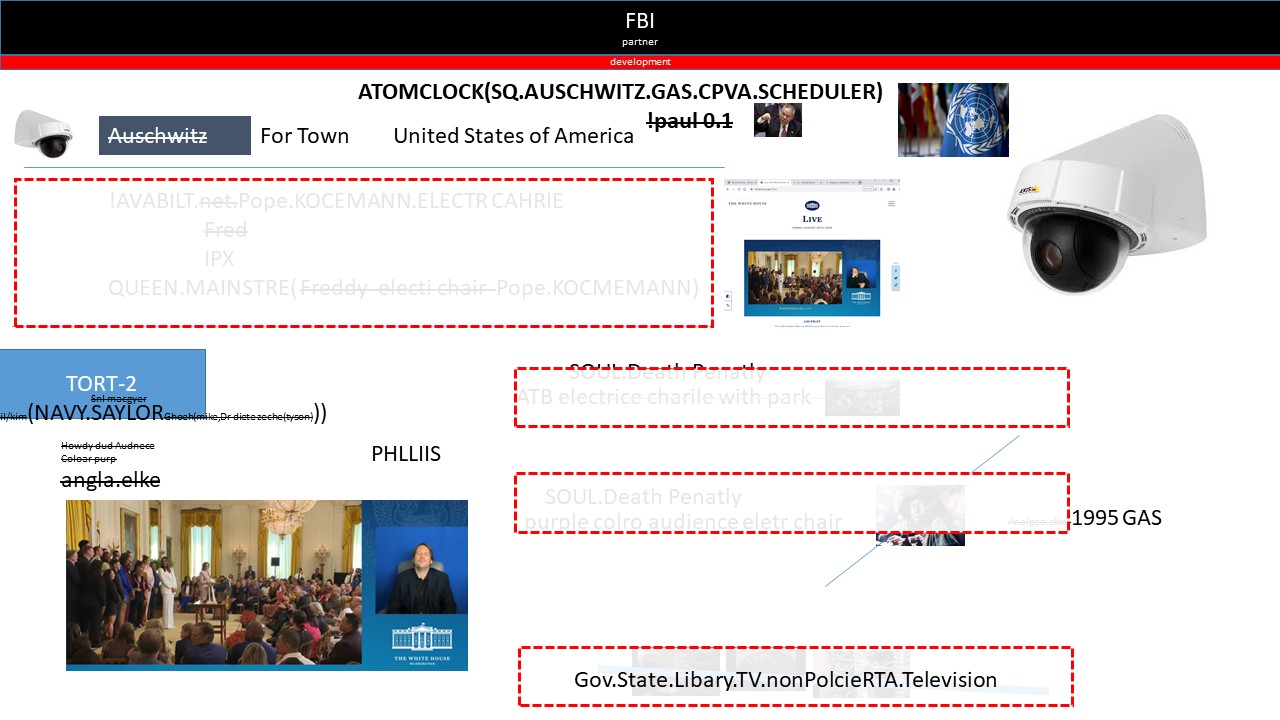 FBI
partner
development
ATOMCLOCK(SQ.AUSCHWITZ.GAS.CPVA.SCHEDULER)
!paul 0.1
Auschwitz For Town United States of America
!AVABILT.net.Pope.KOCEMANN.ELECTR CAHRIE
Fred
IPX
QUEEN.MAINSTRE( Freddy electi chair Pope.KOCMEMANN)
THE WHITE HOUSE
LIVE
AXIS
TORT-2
Snl macgyer
il/kim(NAVY.SAYLORGhooh(mike,Dr dietezeche(tyson)))
Howdy dud Audnece
Coloar purp
angla.elke
PHLLIIS
SOUL.Death Penatly
ATB electrice charile with park
SOUL.Death Penatly
purple colro audience eletr chair
1995 GAS
THE WHITE HOUSE
WASHINGTON
Gov.State.Libary.TV.nonPolcieRTA.Television